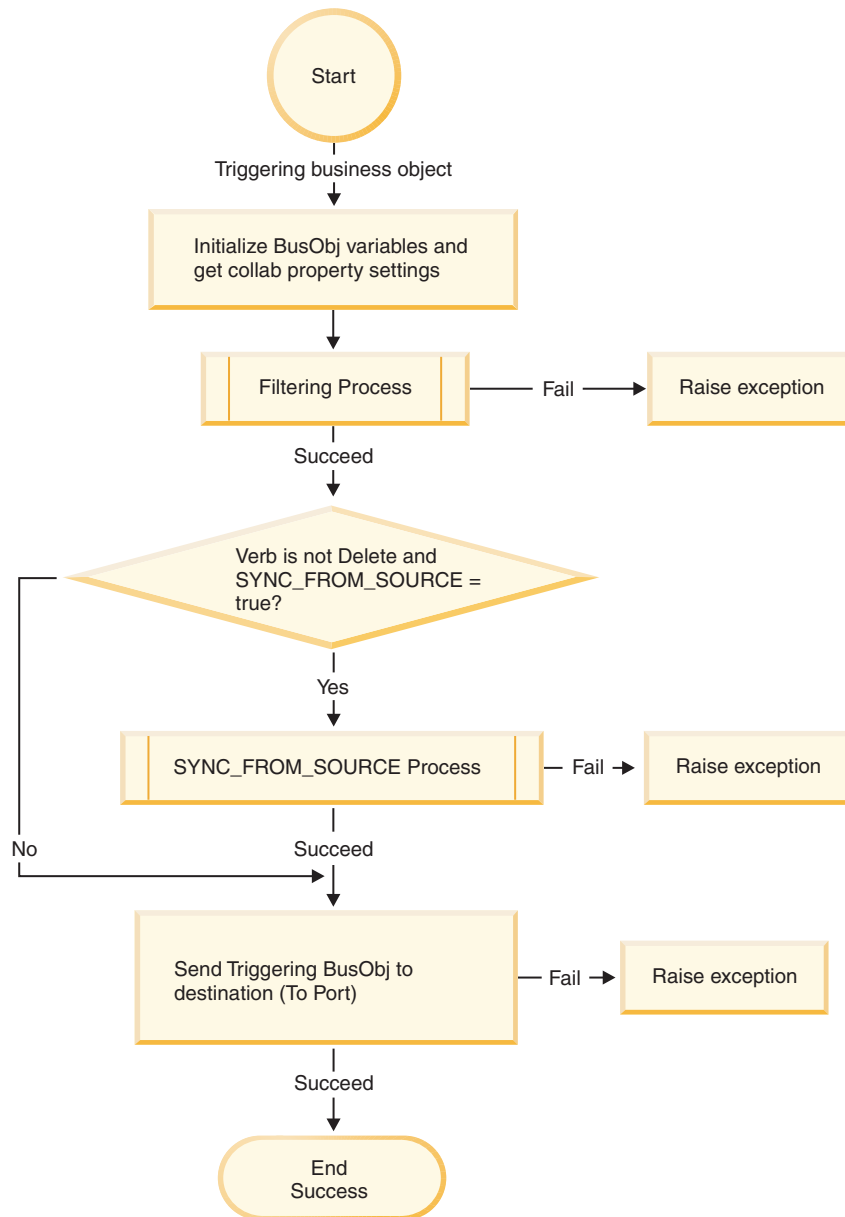 Start
Triggering business object
Initialize BusObj variables and
get collab property settings
Filtering Process
Fail
Raise exception
Succeed
Verb is not Delete and
SYNC_FROM_SOURCE =
true?
Yes
SYNC_FROM_SOURCE Process
Fail
Raise exception
No
Succeed
Send Triggering BusObj to
destination (To Port)
Fail
Raise exception
Succeed
End
Success